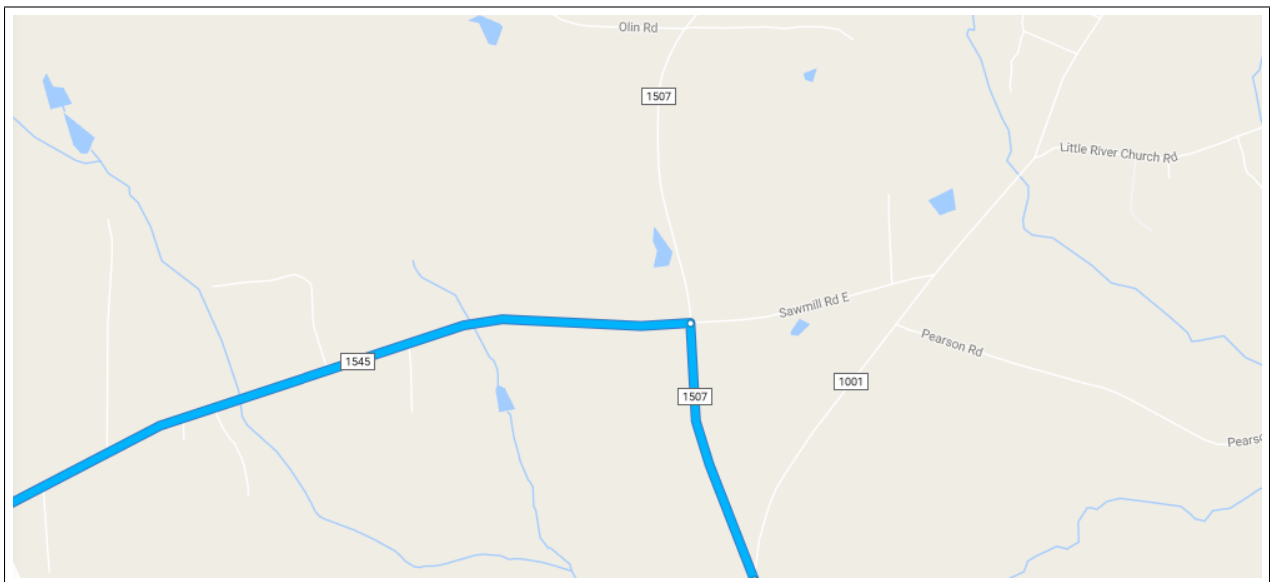 Olin Rd
1507
Little River Church Rd
Sawmill Rd E
Pearson Rd
1545
1001
1507
Pearso